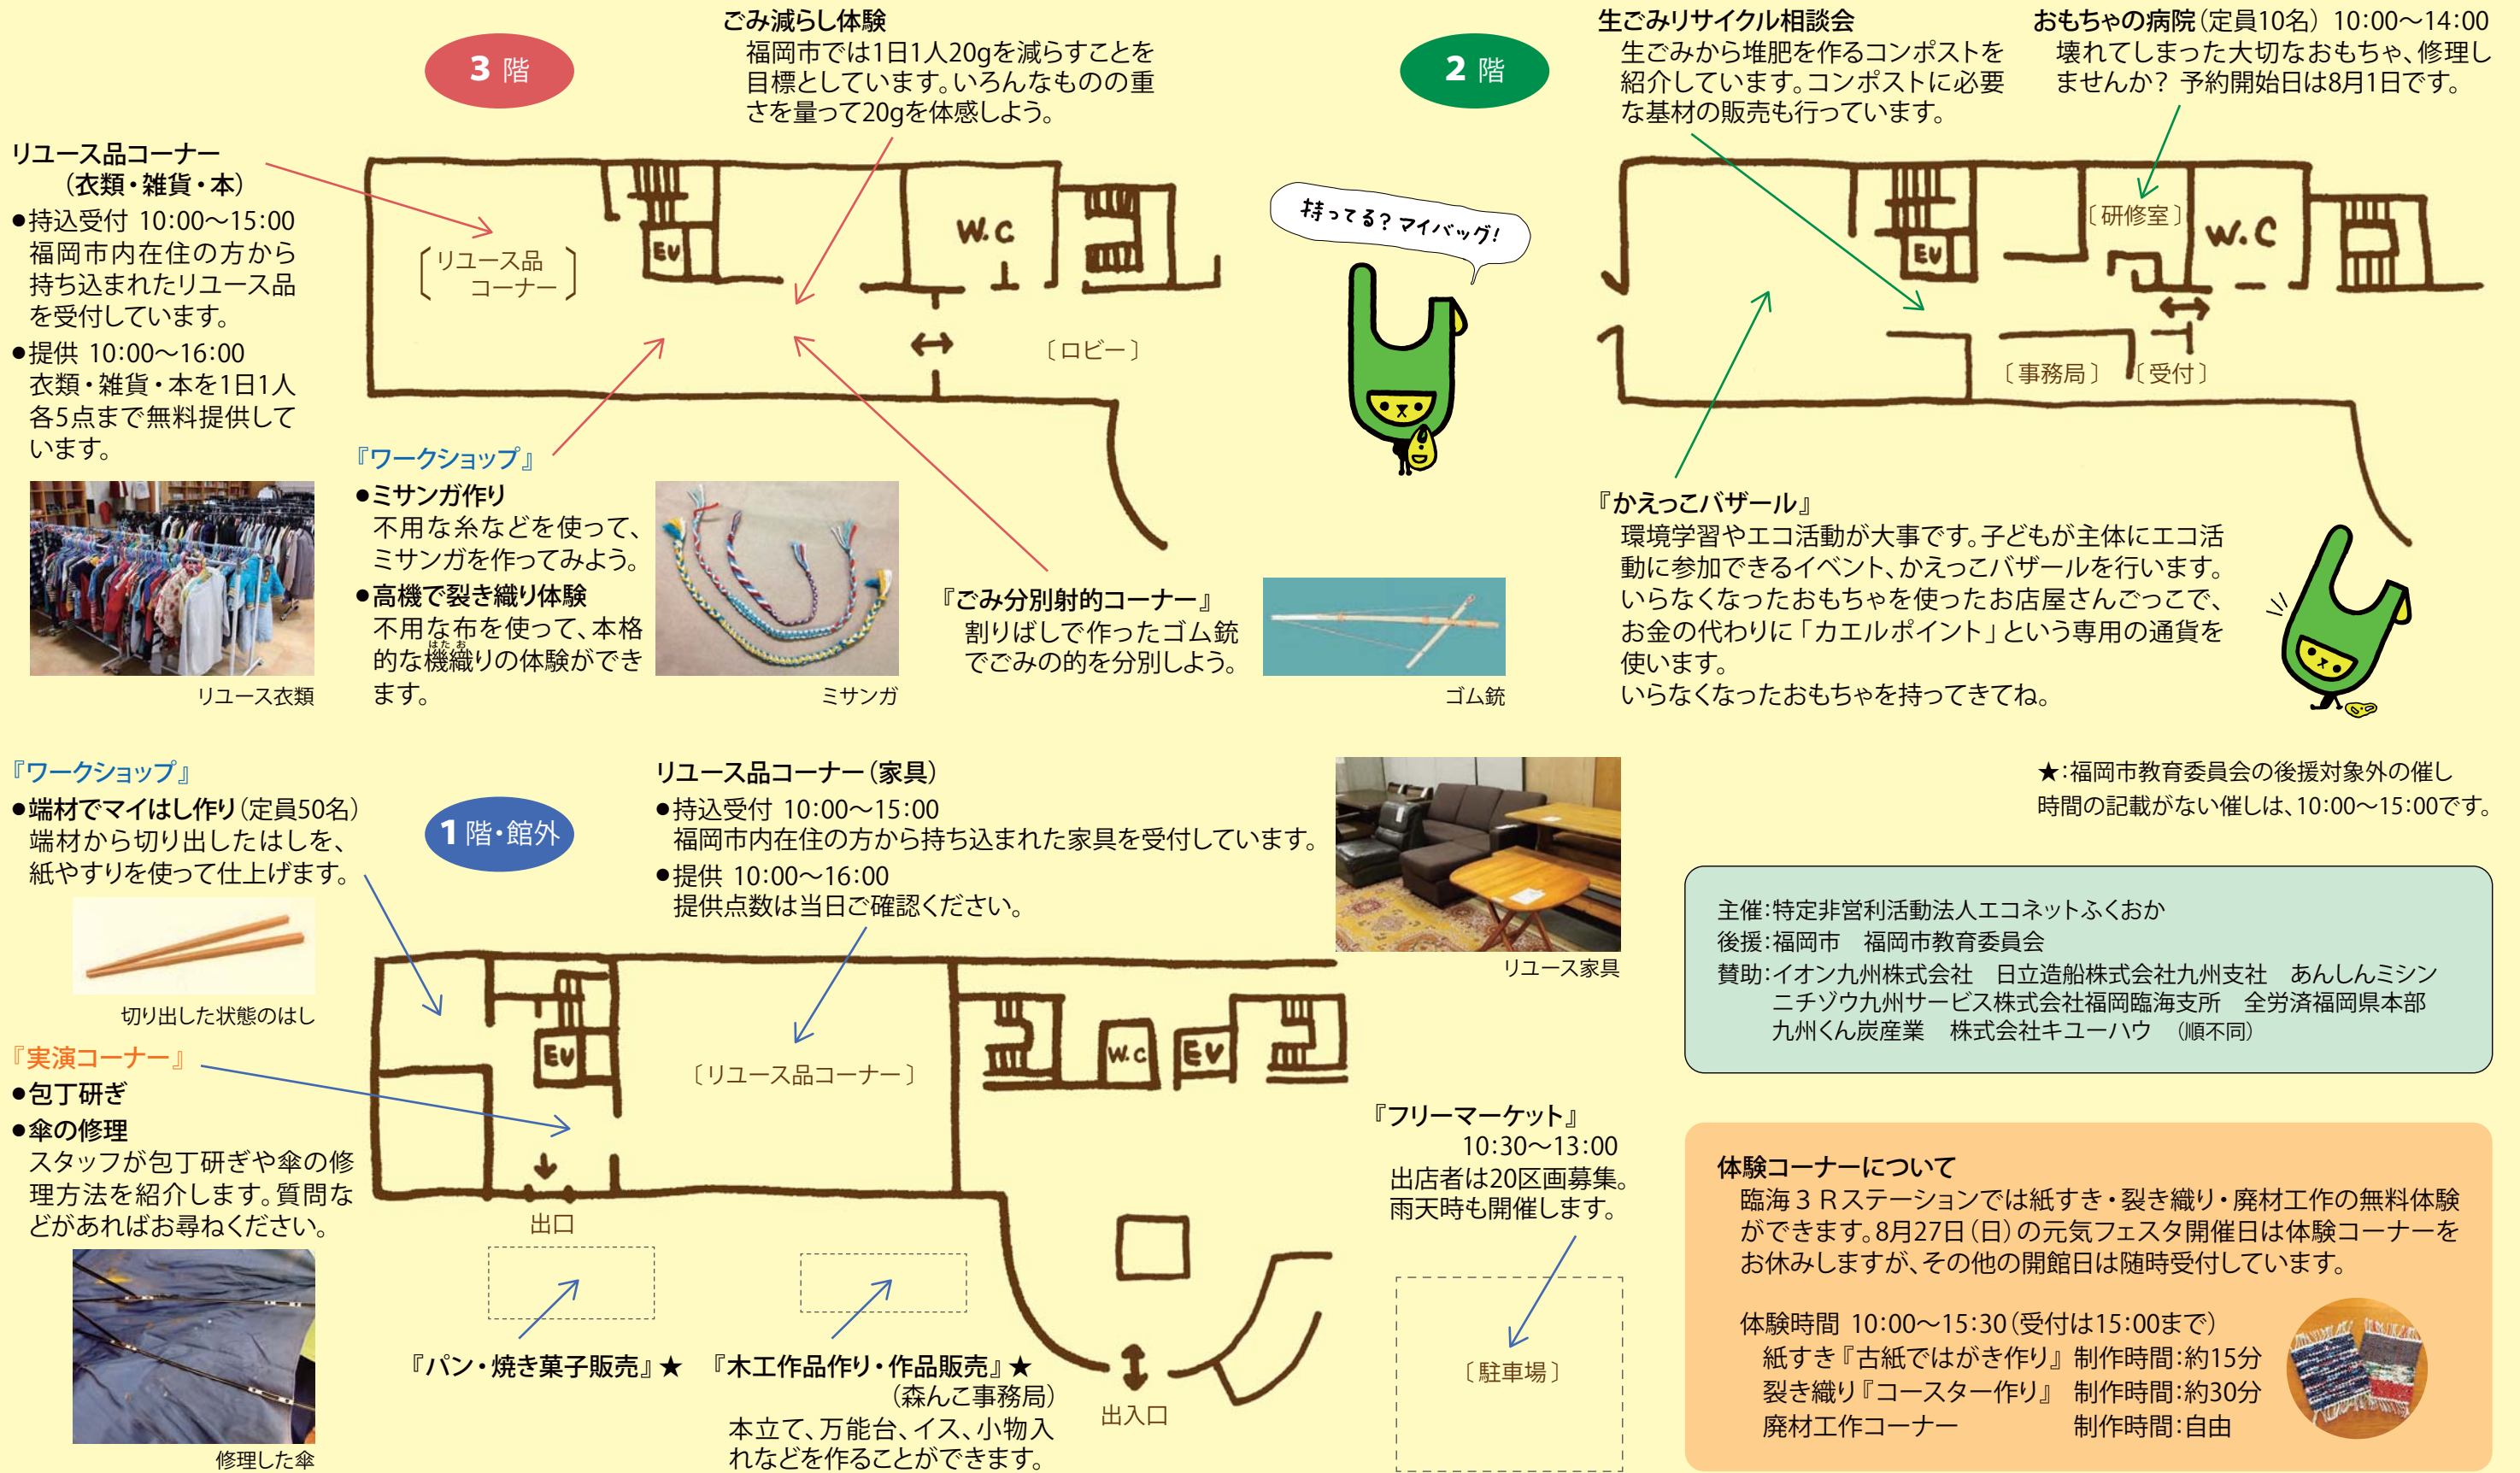 3 階
ごみ減らし体験
福岡市では1日1人20gを減らすことを
目標としています。いろんなものの重
さを量って20gを体感しよう。
リユース品コーナー
(衣類・雑貨・本)
●持込受付 10:00～15:00
福岡市内在住の方から
持ち込まれたリユース品
を受付しています。
●提供 10:00～16:00
衣類・雑貨・本を1日1人
各5点まで無料提供して
います。
リユース衣類
〔リユース品
コーナー〕
EV
W.C
〔ロビー〕
『ワークショップ』
●ミサンガ作り
不用な糸などを使って、
ミサンガを作ってみよう。
●高機で裂き織り体験
不用な布を使って、本格
はた お
的な機織りの体験ができ
ます。
ミサンガ
『ごみ分別射的コーナー』
割りばしで作ったゴム銃
でごみの的を分別しよう。
ゴム銃
持ってる?マイバッグ!
2 階
生ごみリサイクル相談会
生ごみから堆肥を作るコンポストを
紹介しています。コンポストに必要
な基材の販売も行っています。
おもちゃの病院(定員10名) 10:00～14:00
壊れてしまった大切なおもちゃ、修理し
ませんか? 予約開始日は8月1日です。
EV
〔研修室〕
W.C
〔事務局〕
〔受付〕
『かえっこバザール』
環境学習やエコ活動が大事です。子どもが主体にエコ活
動に参加できるイベント、かえっこバザールを行います。
いらなくなったおもちゃを使ったお店屋さんごっこで、
お金の代わりに「カエルポイント」という専用の通貨を
使います。
いらなくなったおもちゃを持ってきてね。
1 階・館外
『ワークショップ』
●端材でマイはし作り(定員50名)
端材から切り出したはしを、
紙やすりを使って仕上げます。
切り出した状態のはし
『実演コーナー』
●包丁研ぎ
●傘の修理
スタッフが包丁研ぎや傘の修
理方法を紹介します。質問な
どがあればお尋ねください。
修理した傘
リユース品コーナー(家具)
●持込受付 10:00～15:00
福岡市内在住の方から持ち込まれた家具を受付しています。
●提供 10:00～16:00
提供点数は当日ご確認ください。
リユース家具
EV
〔リユース品コーナー〕
W.C
EV
出口
『パン・焼き菓子販売』★
『木工作品作り・作品販売』★
(森んこ事務局)
本立て、万能台、イス、小物入
れなどを作ることができます。
出入口
『フリーマーケット』
10:30～13:00
出店者は20区画募集。
雨天時も開催します。
〔駐車場〕
★:福岡市教育委員会の後援対象外の催し
時間の記載がない催しは、10:00～15:00です。
主催:特定非営利活動法人エコネットふくおか
後援:福岡市 福岡市教育委員会
賛助:イオン九州株式会社 日立造船株式会社九州支社 あんしんミシン
ニチゾウ九州サービス株式会社福岡臨海支所 全労済福岡県本部
九州くん炭産業 株式会社キユーハウ (順不同)
体験コーナーについて
臨海3Rステーションでは紙すき・裂き織り・廃材工作の無料体験
ができます。8月27日(日)の元気フェスタ開催日は体験コーナーを
お休みしますが、その他の開館日は随時受付しています。
体験時間 10:00～15:30(受付は15:00まで)
紙すき『古紙ではがき作り』 制作時間:約15分
裂き織り『コースター作り』 制作時間:約30分
廃材工作コーナー 制作時間:自由